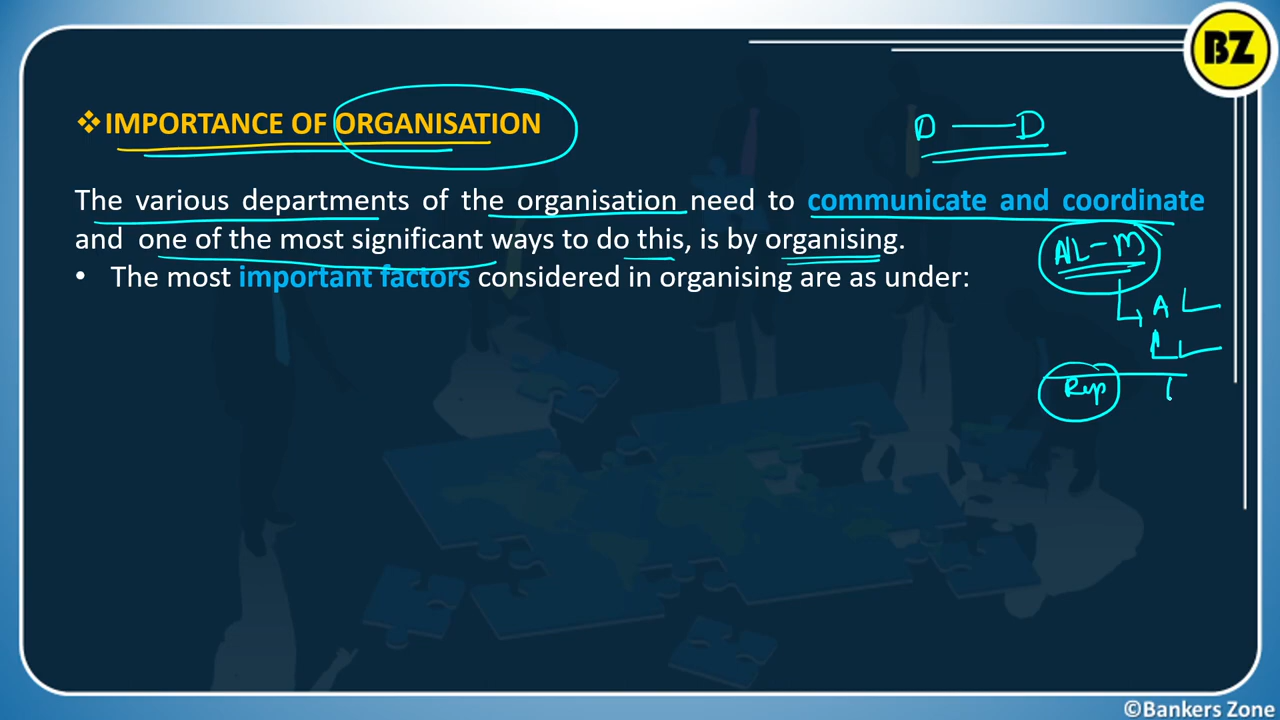 BZ
❖IMPORTANCE OF ORGANISATION
D — D
The various departments of the organisation need to communicate and coordinate
and one of the most significant ways to do this, is by organising.
• The most important factors considered in organising are as under:
AL - M
A L
L L
Rep
©Bankers Zone